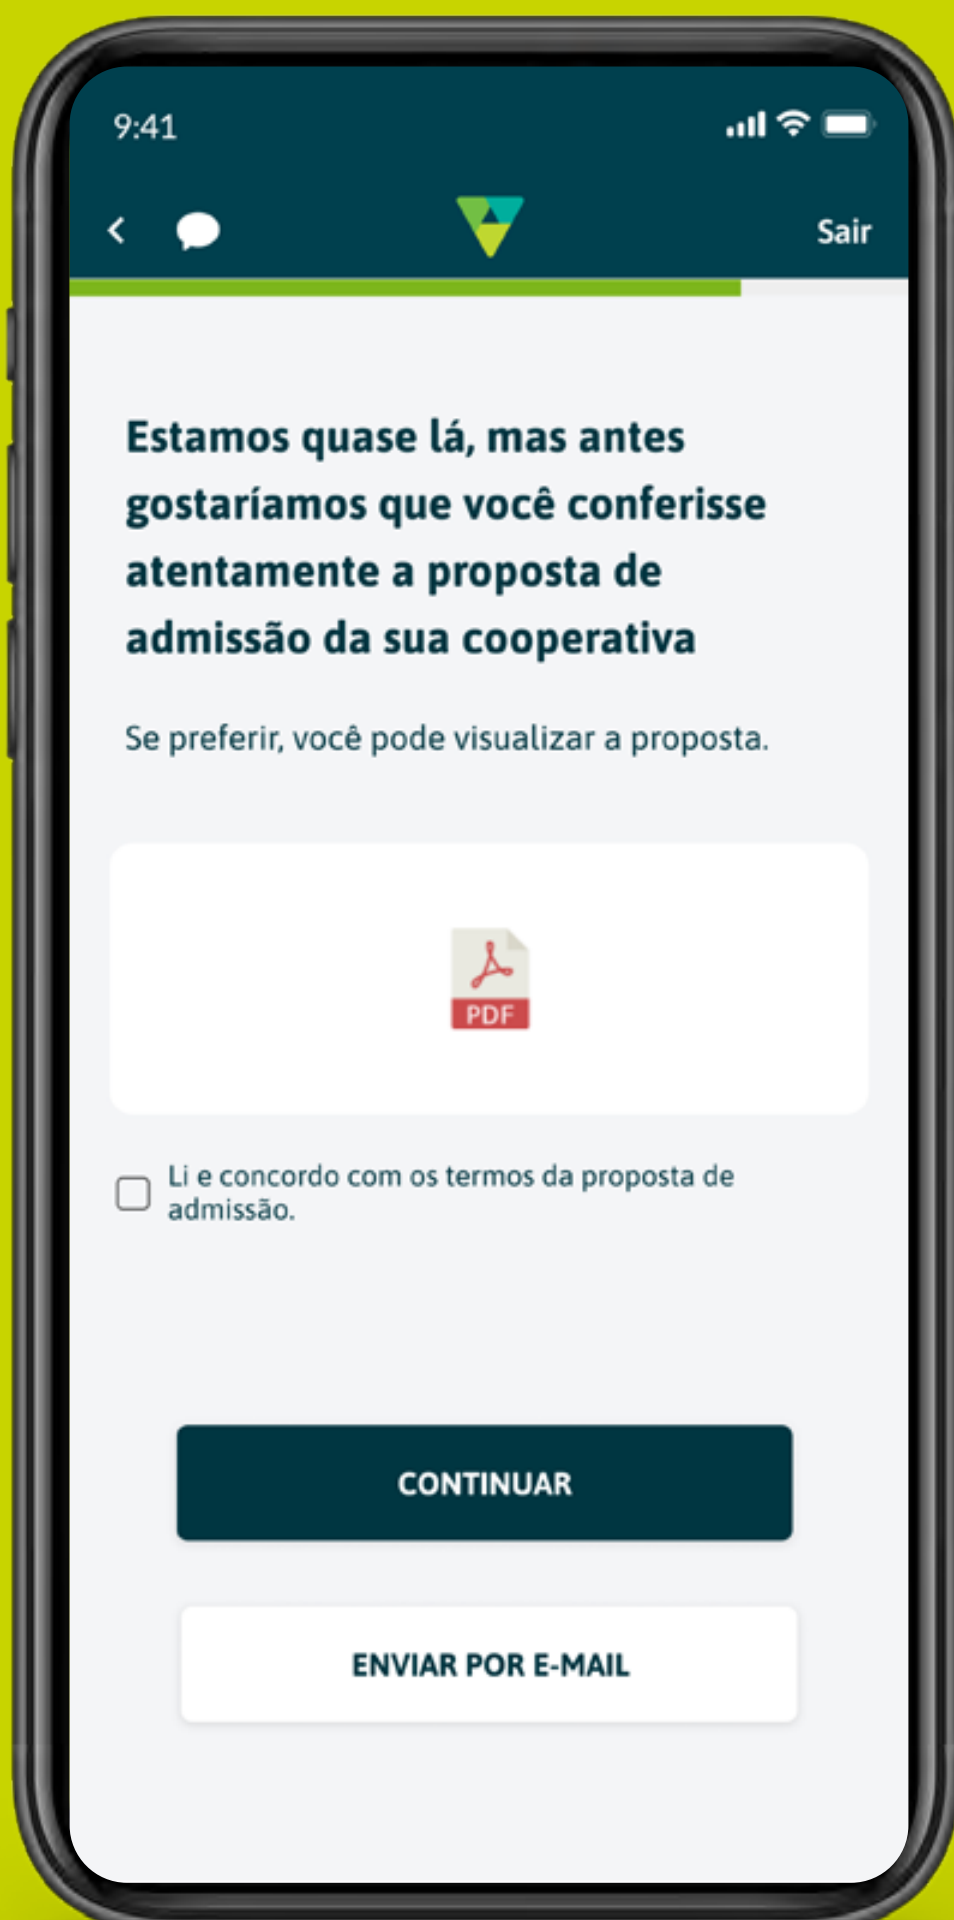 9:41
Sair
Estamos quase lá, mas antes
gostaríamos que você conferisse
atentamente a proposta de
admissão da sua cooperativa
Se preferir, você pode visualizar a proposta.
PDF
Li e concordo com os termos da proposta de
admissão.
CONTINUAR
ENVIAR POR E-MAIL